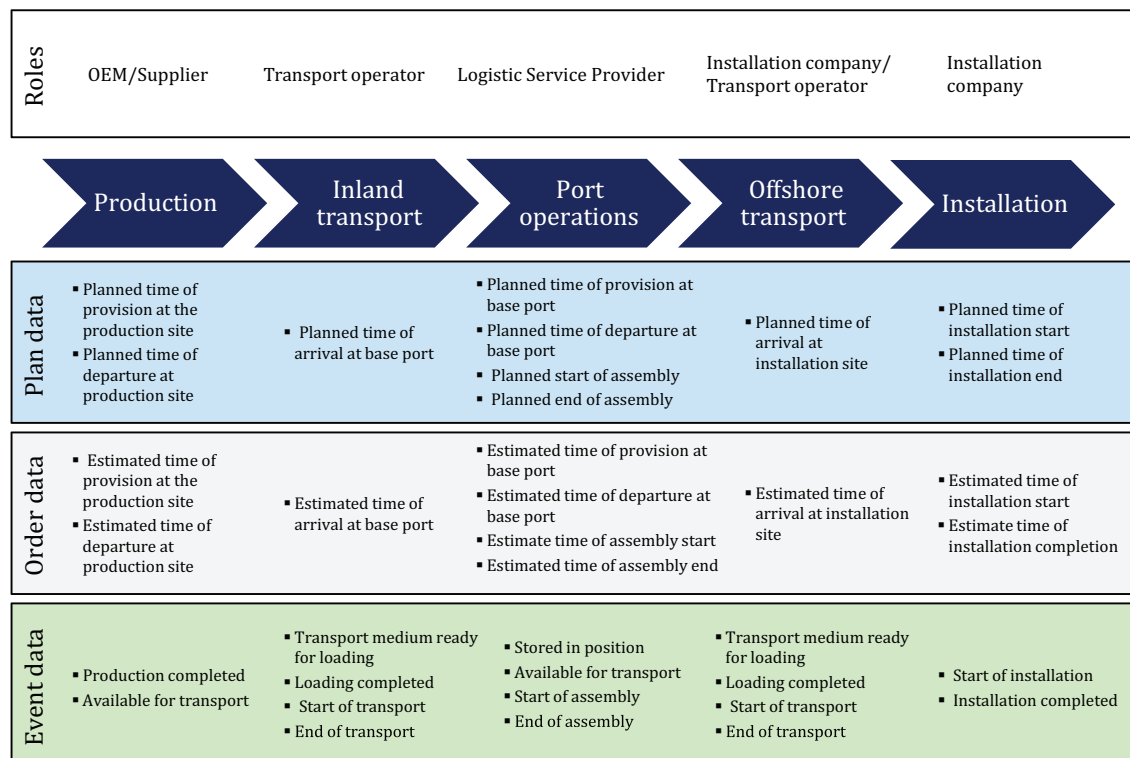 Roles
OEM/Supplier
Transport operator
Logistic Service Provider
Installation company/
Transport operator
Installation
company
Production
Inland
transport
Port
operations
Offshore
transport
Installation
Plan data
▪ Planned time of
provision at the
production site
▪ Planned time of
departure at
production site
▪ Planned time of
arrival at base port
▪ Planned time of provision at
base port
▪ Planned time of departure at
base port
▪ Planned start of assembly
▪ Planned end of assembly
▪ Planned time of
arrival at
installation site
▪ Planned time of
installation start
▪ Planned time of
installation end
Order data
▪ Estimated time of
provision at the
production site
▪ Estimated time of
departure at
production site
▪ Estimated time of
arrival at base port
▪ Estimated time of provision at
base port
▪ Estimated time of departure at
base port
▪ Estimate time of assembly start
▪ Estimated time of assembly end
▪ Estimated time of
arrival at installation
site
▪ Estimated time of
installation start
▪ Estimate time of
installation completion
Event data
▪ Production completed
▪ Available for transport
▪ Transport medium ready
for loading
▪ Loading completed
▪ Start of transport
▪ End of transport
▪ Stored in position
▪ Available for transport
▪ Start of assembly
▪ End of assembly
▪ Transport medium ready
for loading
▪ Loading completed
▪ Start of transport
▪ End of transport
▪ Start of installation
▪ Installation completed